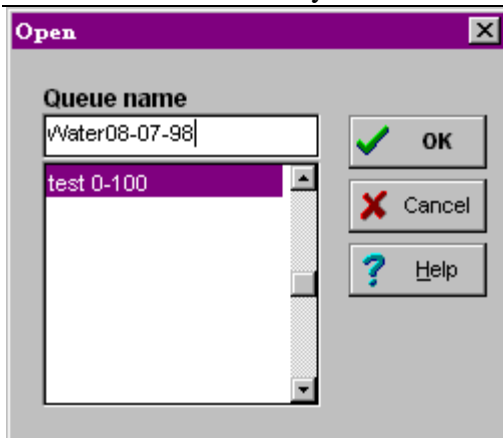 Open
Queue name
Water08-07-98
OK
test 0-100
Cancel
Help